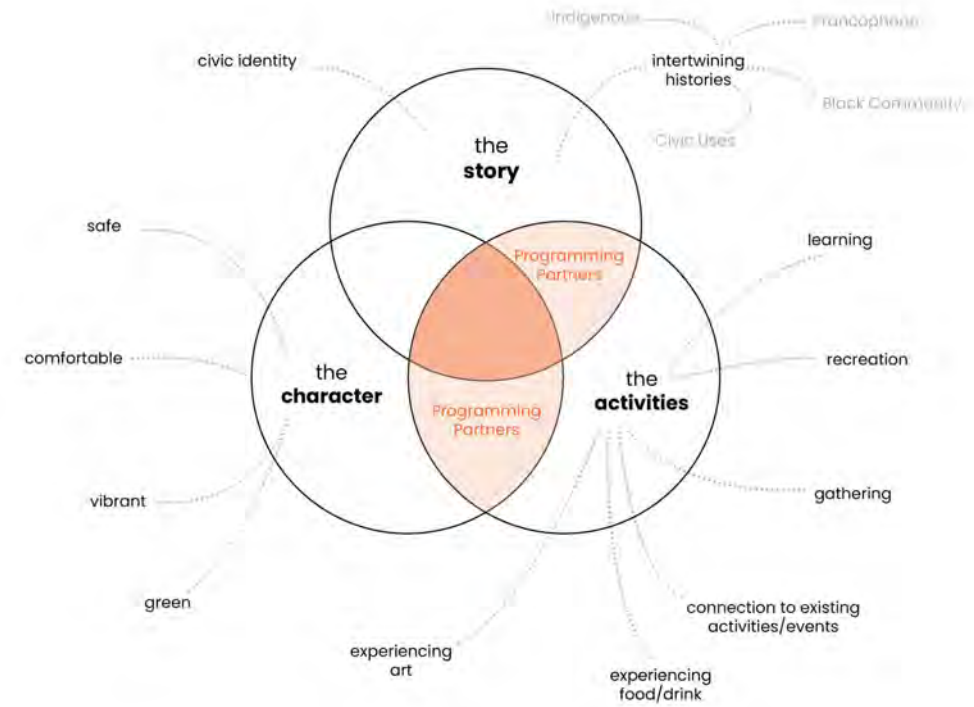 Indigenous
Francophone
civic identity
intertwining
histories
Black Community
Civic Uses
the
story
safe
learning
Programming
Partners
comfortable
recreation
the
character
the
activities
Programming
Partners
vibrant
gathering
green
connection to existing
activities/events
experiencing
art
experiencing
food/drink